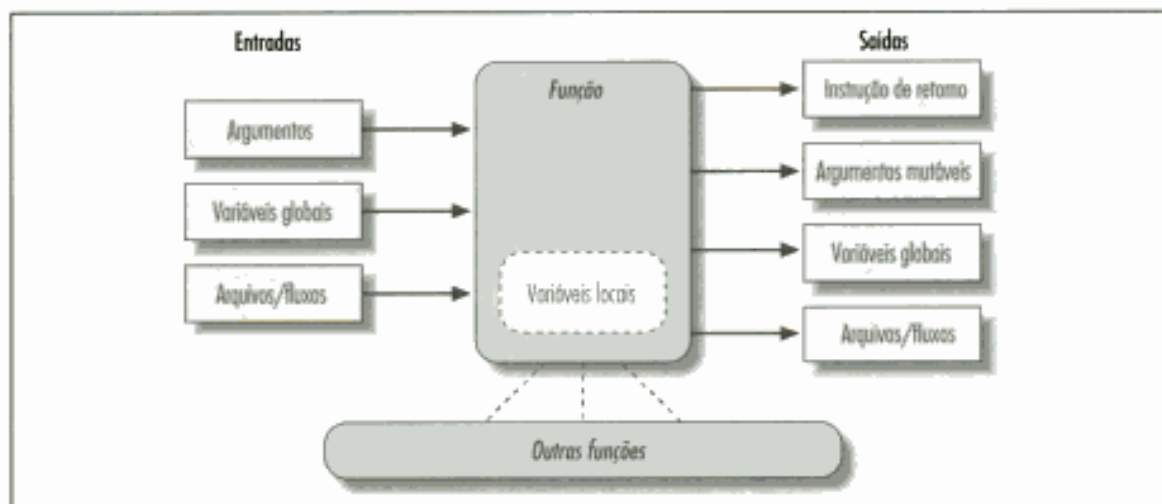 Entradas
Saídas
Função
Argumentos
Variáveis globais
Arquivos/fluxos
Variáveis locais
Instrução de retorno
Argumentos mutáveis
Variáveis globais
Arquivos/fluxos
Outras funções